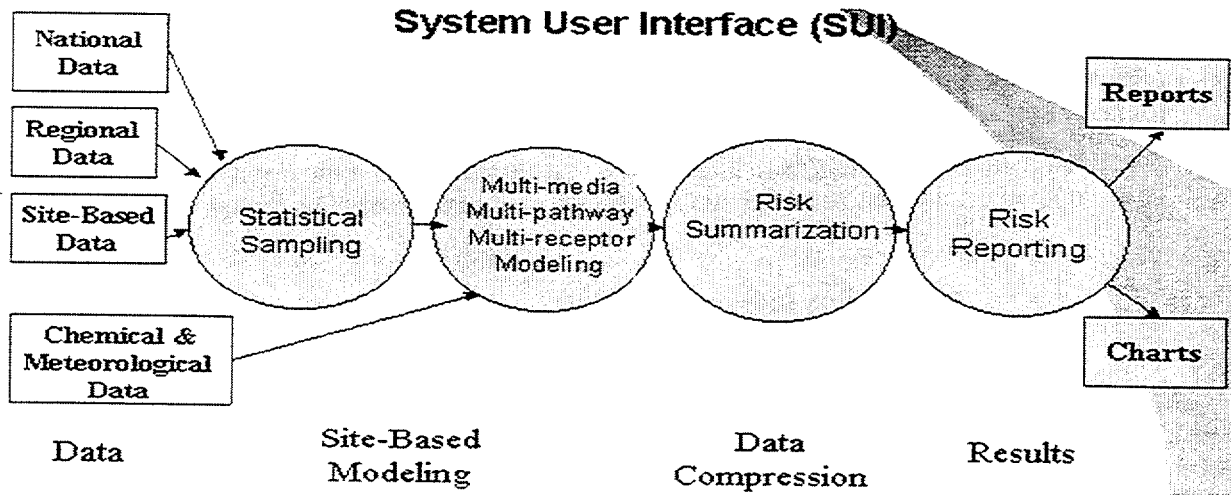 System User Interface (SUI)
National
Data
Regional
Data
Site-Based
Data
Chemical &
Meteorological
Data
Statistical
Sampling
Multi-media
Multi-pathway
Multi-receptor
Modeling
Risk
Summarization
Risk
Reporting
Reports
Charts
Data
Site-Based
Modeling
Data
Compression
Results